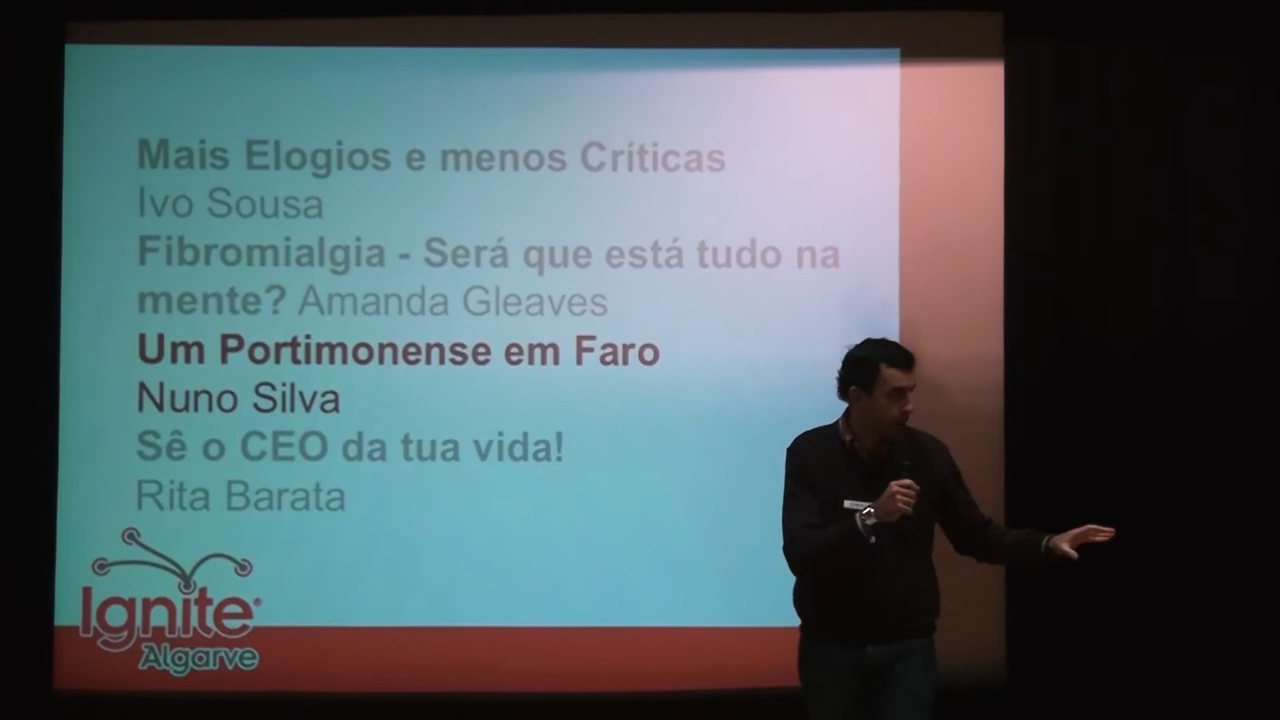 Mais Elogios e menos Críticas
Ivo Sousa
Fibromialgia - Será que está tudo na
mente? Amanda Gleaves
Um Portimonense em Faro
Nuno Silva
Sê o CEO da tua vida!
Rita Barata
Ignite®
Algarve